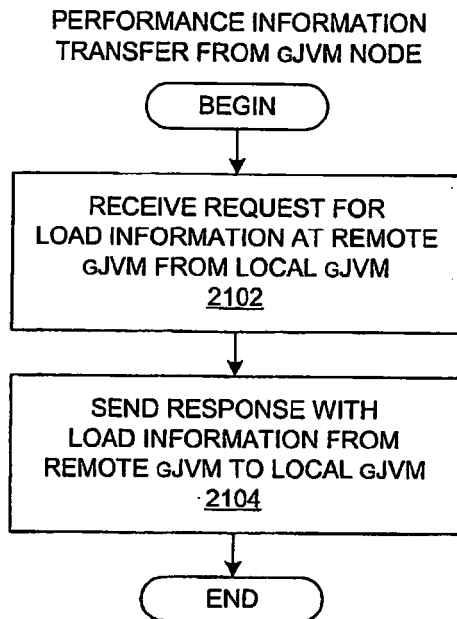 PERFORMANCE INFORMATION
TRANSFER FROM GJVM NODE
BEGIN
RECEIVE REQUEST FOR
LOAD INFORMATION AT REMOTE
GJVM FROM LOCAL GJVM
2102
SEND RESPONSE WITH
LOAD INFORMATION FROM
REMOTE GJVM TO LOCAL GJVM
2104
END